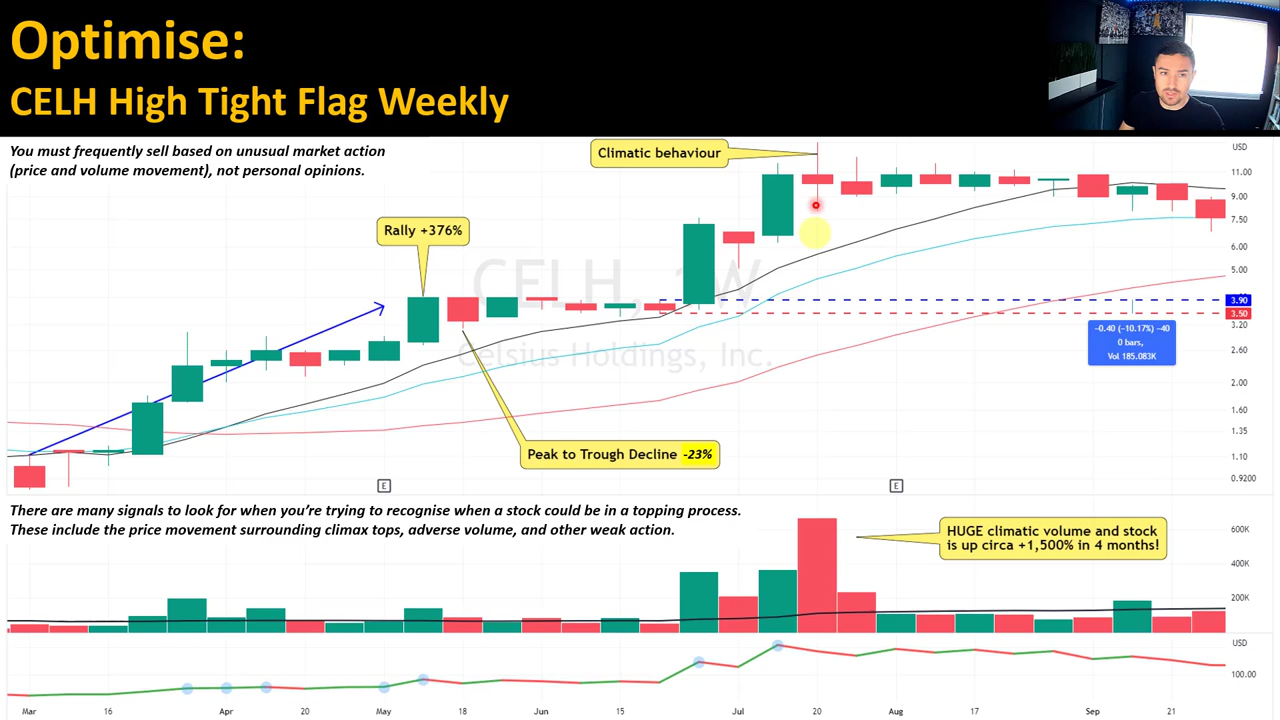 Optimise:
CELH High Tight Flag Weekly
You must frequently sell based on unusual market action
(price and volume movement), not personal opinions.
Climatic behaviour
Rally +376%
CELH, 1W
Celsius Holdings, Inc.
Peak to Trough Decline -23%
USD
11.00
9.00
7.50
6.00
5.00
3.90
3.50
3.20
2.60
2.00
1.60
1.35
1.10
0.9200
-0.40 (-10.17%) -40
0 bars,
Vol 185.083K
E
E
There are many signals to look for when you're trying to recognise when a stock could be in a topping process.
These include the price movement surrounding climax tops, adverse volume, and other weak action.
HUGE climatic volume and stock
is up circa +1,500% in 4 months!
600K
400K
200K
USD
100.00
Mar 16 Apr 20 May 18 Jun 15 Jul 20 Aug 17 Sep 21